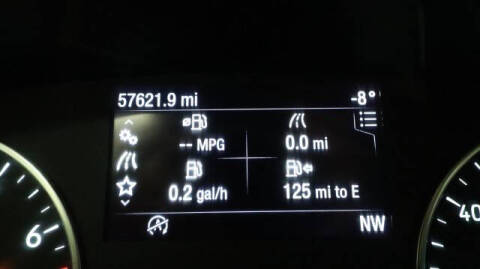 57621.9 mi -8°
-- MPG 0.0 mi
0.2 gal/h 125 mi to E
A NW
6 40